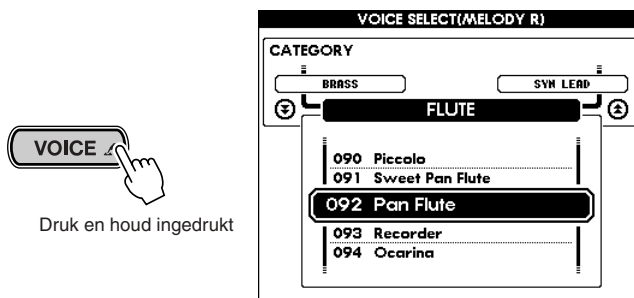 VOICE SELECT(MELODY R)
CATEGORY
BRASS
SYN LEAD
FLUTE
090 Piccolo
091 Sweet Pan Flute
092 Pan Flute
093 Recorder
094 Ocarina
VOICE
Druk en houd ingedrukt